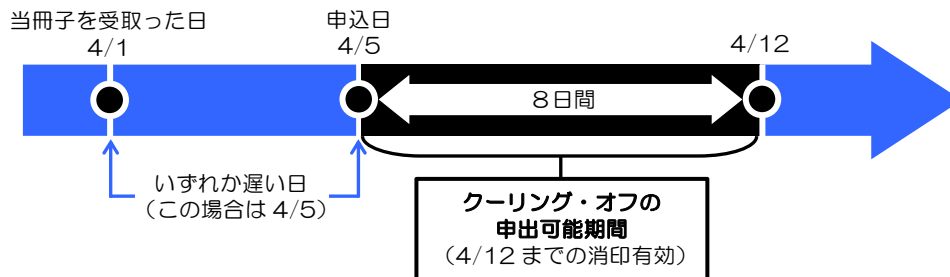 当冊子を受取った日
4/1
申込日
4/5
4/12
8日間
いずれか遅い日
（この場合は 4/5）
クーリング・オフの
申出可能期間
（4/12 までの消印有効）